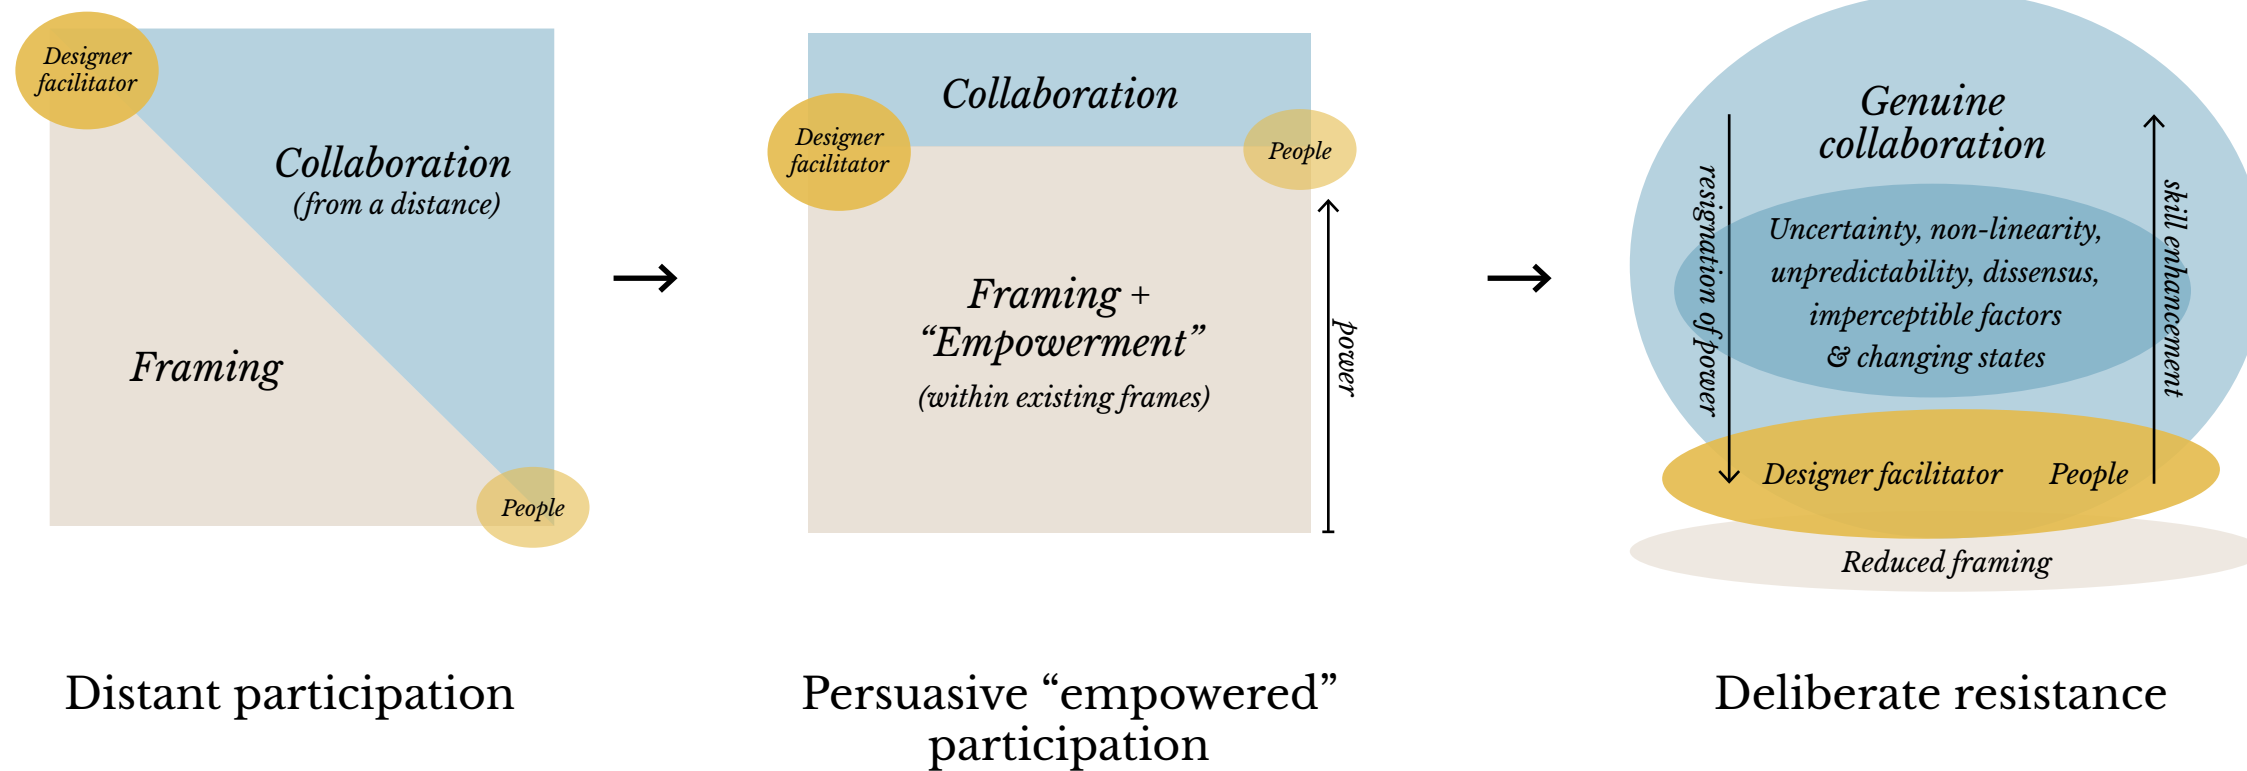 Designer
facilitator
Collaboration
(from a distance)
Framing
People
Distant participation
Collaboration
Designer
facilitator
People
Framing +
“Empowerment”
(within existing frames)
power
Persuasive “empowered”
participation
Genuine
collaboration
resignation of power
skill enhancement
Uncertainty, non-linearity,
unpredictability, dissensus,
imperceptible factors
& changing states
Designer facilitator
People
Reduced framing
Deliberate resistance